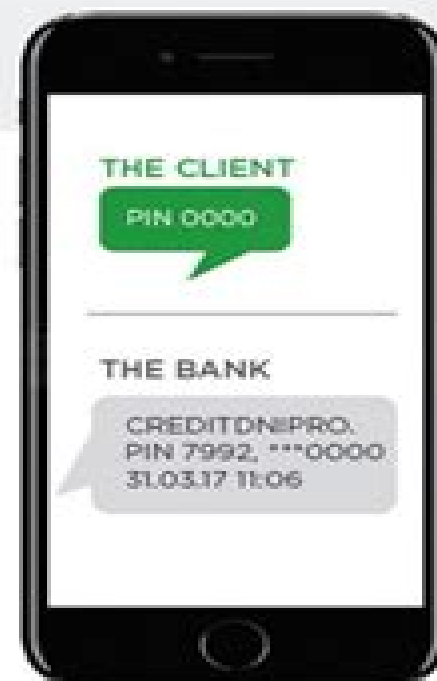 THE CLIENT
PIN 0000
THE BANK
CREDITDNIPRO.
PIN 7992, ***0000
31.03.17 11:06